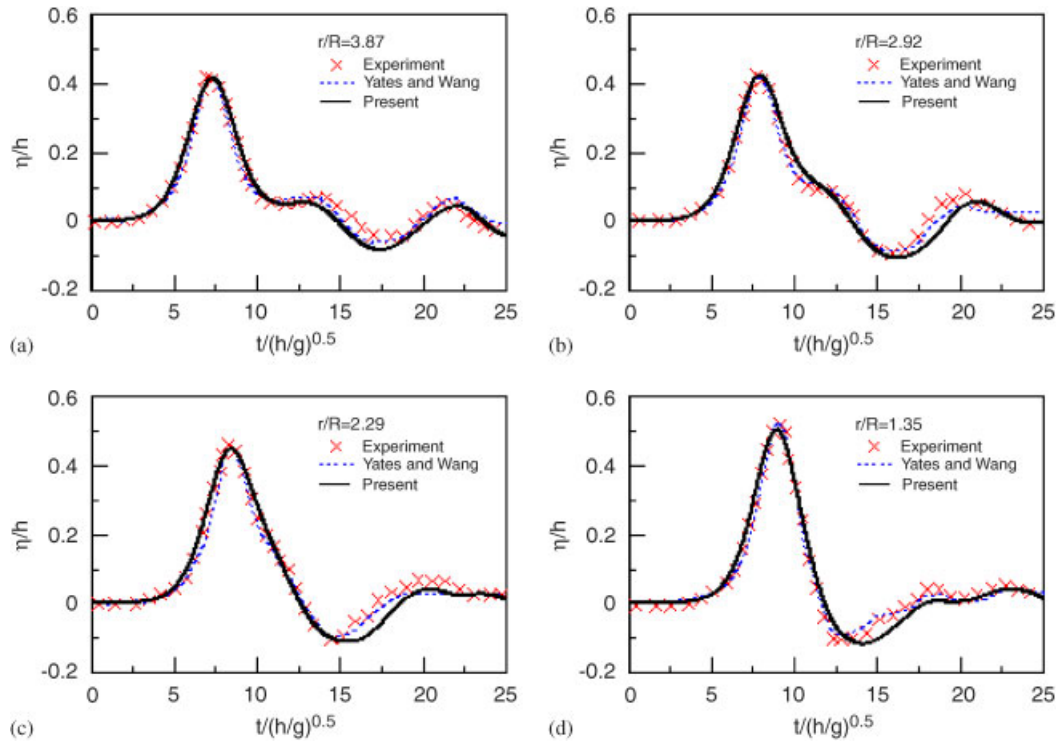 0.6
0.4
0.2
0
-0.2
η/h
r/R=3.87
Experiment
Yates and Wang
Present
0 5 10 15 20 25
t/(h/g)^0.5
(a)
0.6
0.4
0.2
0
-0.2
η/h
r/R=2.92
Experiment
Yates and Wang
Present
0 5 10 15 20 25
t/(h/g)^0.5
(b)
0.6
0.4
0.2
0
-0.2
η/h
r/R=2.29
Experiment
Yates and Wang
Present
0 5 10 15 20 25
t/(h/g)^0.5
(c)
0.6
0.4
0.2
0
-0.2
η/h
r/R=1.35
Experiment
Yates and Wang
Present
0 5 10 15 20 25
t/(h/g)^0.5
(d)